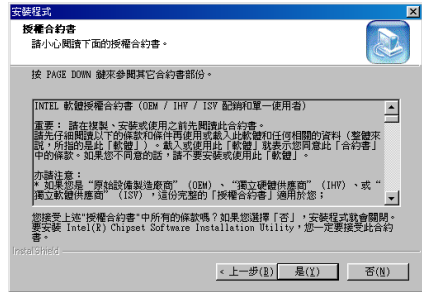 安裝程式
授權合約書
請小心閱讀下面的授權合約書。
按 PAGE DOWN 鍵來參閱其它合約書部份。
INTEL 軟體授權合約書 (OEM / IHV / ISV 配銷和單一使用者)
重要： 請在複製、安裝或使用之前先閱讀此合約書。
請先仔細閱讀以下的條款和條件再使用或載入此軟體和任何相關的資料 (整體來
說，所指的是此「軟體」)。載入或使用此「軟體」就表示您同意此「合約書」
中的條款。如果您不同意的話，請不要安裝或使用此「軟體」。
亦請注意：
* 如果您是 “原始設備製造廠商” (OEM) 、 “獨立硬體供應商” (IHV) 、或 “
獨立軟體供應商” (ISV) ，這份完整的「授權合約書」適用於您；
您接受上述"授權合約書"中所有的條款嗎？如果您選擇「否」，安裝程式就會關閉。
要安裝 Intel(R) Chipset Software Installation Utility，您一定要接受此合約
書。
InstallShield
< 上一步(B) 是(Y) 否(N)